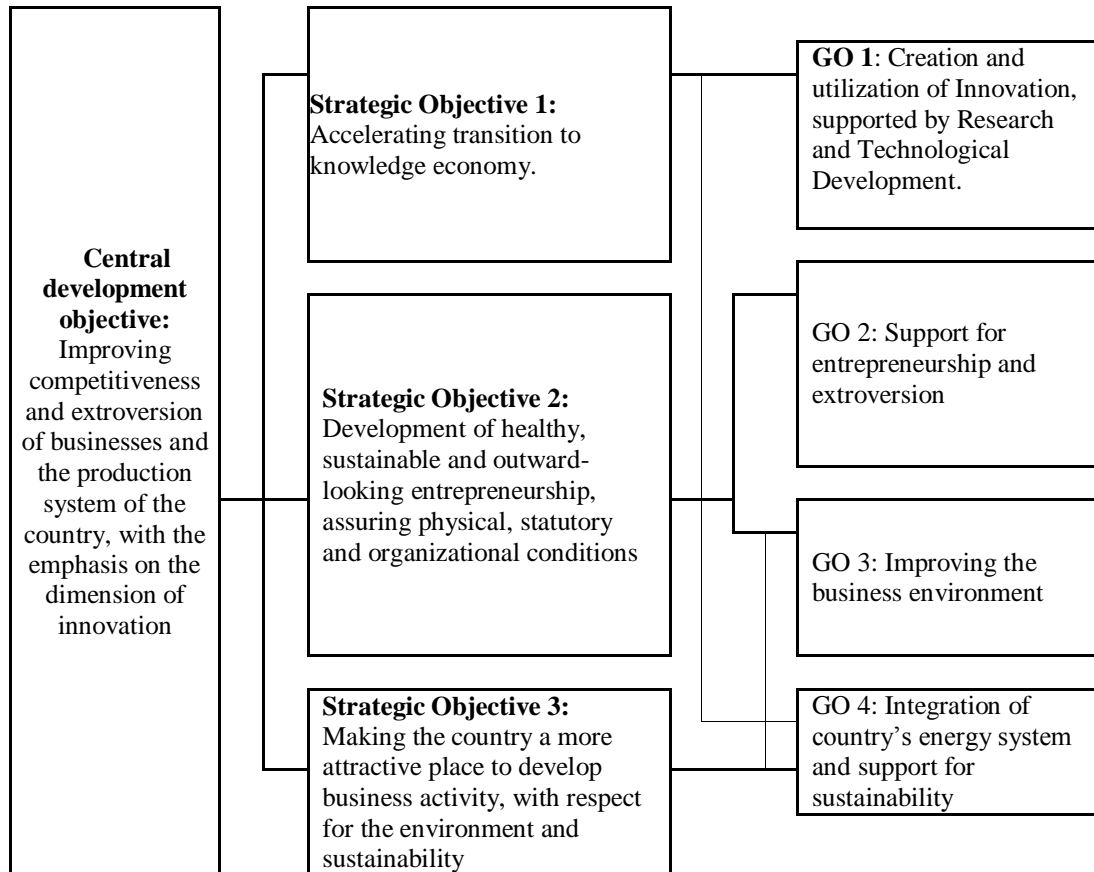 Central
development
objective:
Improving
competitiveness
and extroversion
of businesses and
the production
system of the
country, with the
emphasis on the
dimension of
innovation
Strategic Objective 1:
Accelerating transition to
knowledge economy.
Strategic Objective 2:
Development of healthy,
sustainable and outward-
looking entrepreneurship,
assuring physical, statutory
and organizational conditions
Strategic Objective 3:
Making the country a more
attractive place to develop
business activity, with respect
for the environment and
sustainability
GO 1: Creation and
utilization of Innovation,
supported by Research
and Technological
Development.
GO 2: Support for
entrepreneurship and
extroversion
GO 3: Improving the
business environment
GO 4: Integration of
country’s energy system
and support for
sustainability